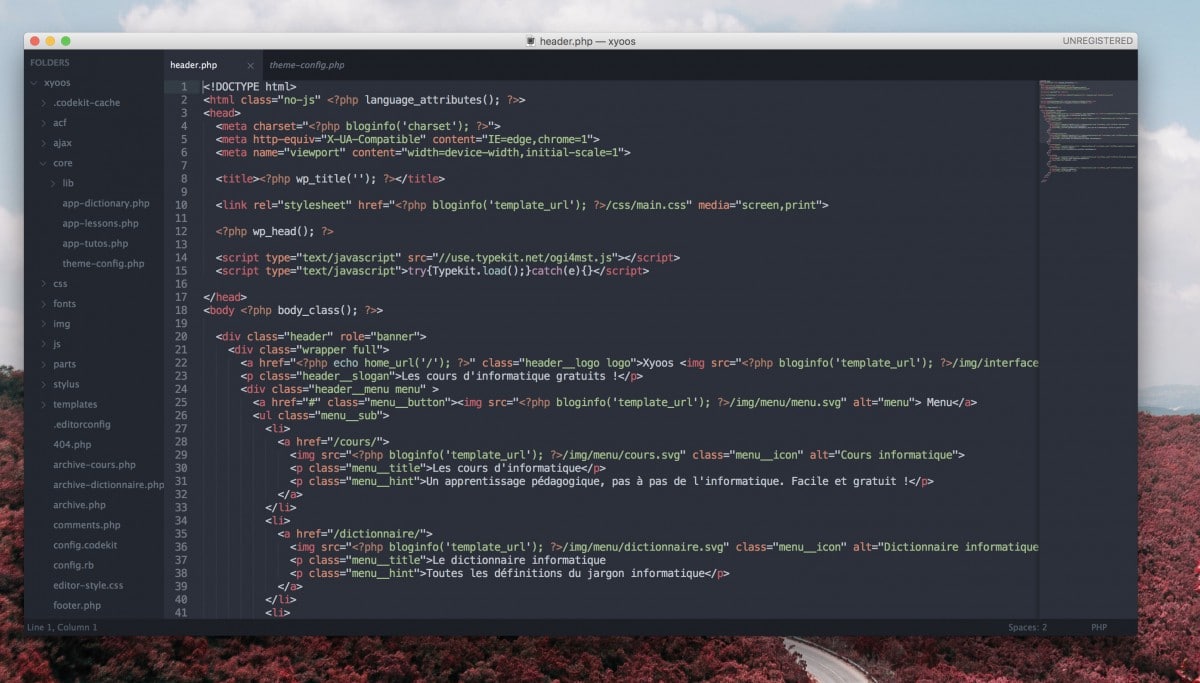 header.php — xyoos
UNREGISTERED
FOLDERS
xyoos
.codekit-cache
acf
ajax
core
lib
app-dictionary.php
app-lessons.php
app-tutos.php
theme-config.php
css
fonts
img
js
parts
stylus
templates
.editorconfig
404.php
archive-cours.php
archive-dictionnaire.php
archive.php
comments.php
config.codekit
config.rb
editor-style.css
footer.php
header.php ×
theme-config.php
1 <!DOCTYPE html>
2 <html class="no-js" <?php language_attributes(); ?>>
3 <head>
4 <meta charset="<?php bloginfo('charset'); ?>">
5 <meta http-equiv="X-UA-Compatible" content="IE=edge,chrome=1">
6 <meta name="viewport" content="width=device-width,initial-scale=1">
7
8 <title><?php wp_title(''); ?></title>
9
10 <link rel="stylesheet" href="<?php bloginfo('template_url'); ?>/css/main.css" media="screen,print">
11
12 <?php wp_head(); ?>
13
14 <script type="text/javascript" src="//use.typekit.net/ogi4mst.js"></script>
15 <script type="text/javascript">try{Typekit.load();}catch(e){}</script>
16
17 </head>
18 <body <?php body_class(); ?>>
19
20 <div class="header" role="banner">
21 <div class="wrapper full">
22 <a href="<?php echo home_url('/'); ?>" class="header__logo logo">Xyoos <img src="<?php bloginfo('template_url'); ?>/img/interface
23 <p class="header__slogan">Les cours d'informatique gratuits !</p>
24 <div class="header__menu menu" >
25 <a href="#" class="menu__button"><img src="<?php bloginfo('template_url'); ?>/img/menu/menu.svg" alt="menu"> Menu</a>
26 <ul class="menu__sub">
27 <li>
28 <a href="/cours/">
29 <img src="<?php bloginfo('template_url'); ?>/img/menu/cours.svg" class="menu__icon" alt="Cours informatique">
30 <p class="menu__title">Les cours d'informatique</p>
31 <p class="menu__hint">Un apprentissage pédagogique, pas à pas de l'informatique. Facile et gratuit !</p>
32 </a>
33 </li>
34 <li>
35 <a href="/dictionnaire/">
36 <img src="<?php bloginfo('template_url'); ?>/img/menu/dictionnaire.svg" class="menu__icon" alt="Dictionnaire informatique
37 <p class="menu__title">Le dictionnaire informatique
38 <p class="menu__hint">Toutes les définitions du jargon informatique</p>
39 </a>
40 </li>
41 <li>
Line 1, Column 1
Spaces: 2
PHP